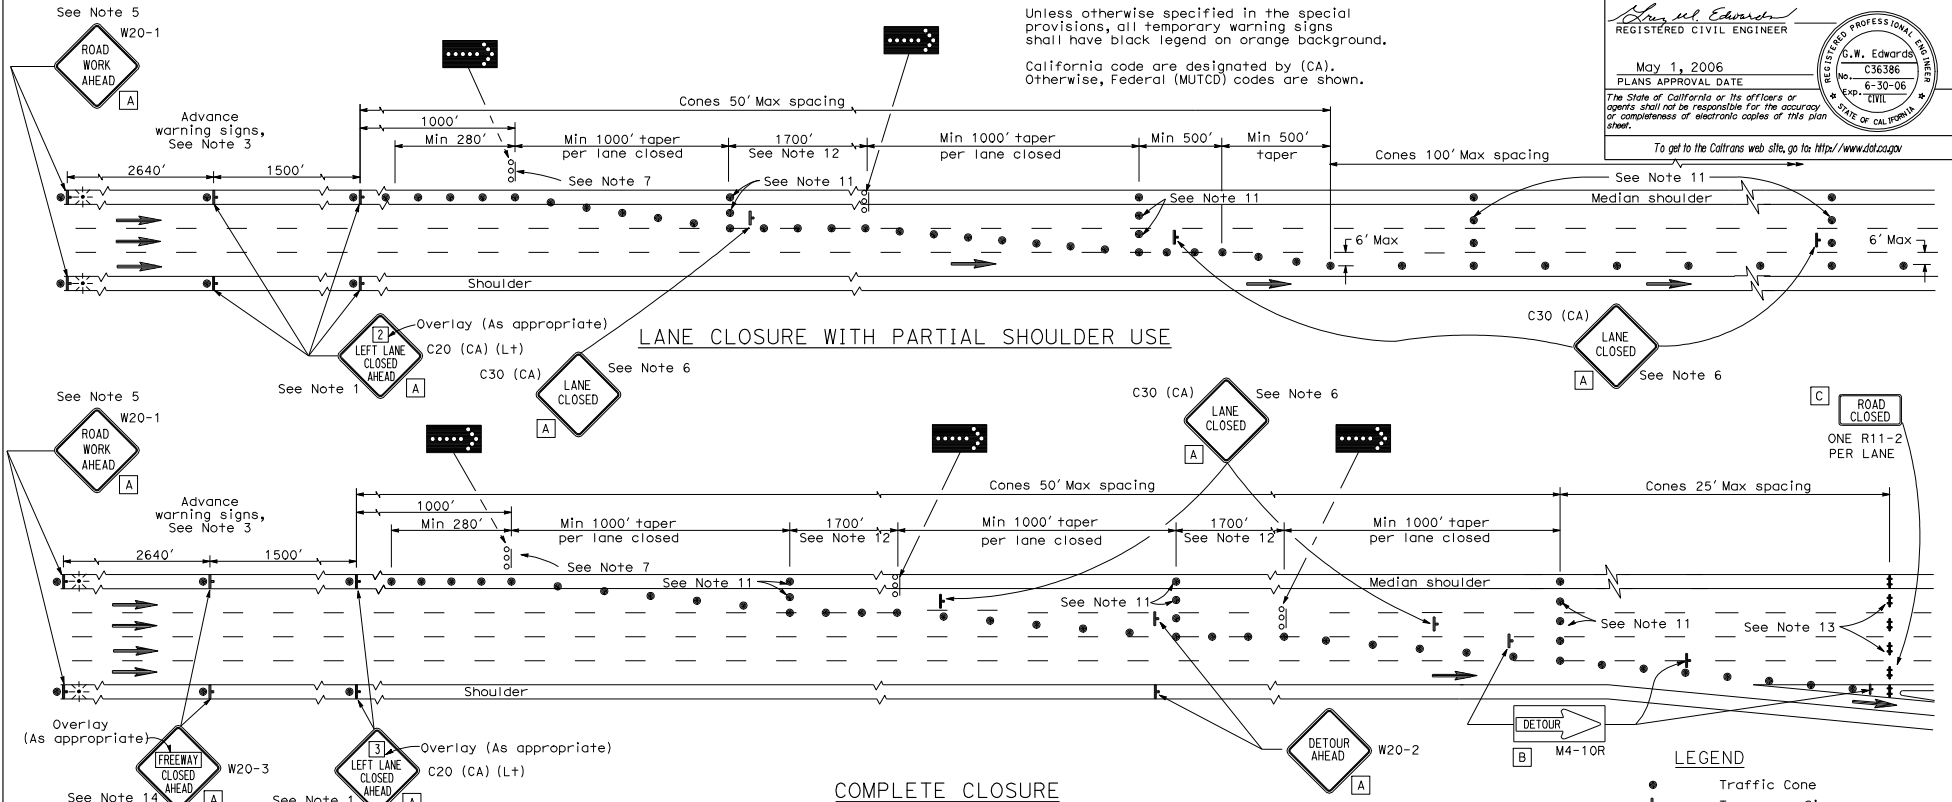 See Note 5
W20-1
ROAD
WORK
AHEAD
A
Advance
warning signs,
See Note 3
2640'
1500'
Unless otherwise specified in the special
provisions, all temporary warning signs
shall have black legend on orange background.
California code are designated by (CA).
Otherwise, Federal (MUTCD) codes are shown.
REGISTERED CIVIL ENGINEER
May 1, 2006
PLANS APPROVAL DATE
The State of California or its officers or
agents shall not be responsible for the accuracy
or completeness of electronic copies of this plan
sheet.
To get to the Caltrans web site, go to: http://www.dot.ca.gov
REGISTERED PROFESSIONAL ENGINEER
G.W. Edwards
No. C36386
Exp. 6-30-06
CIVIL
STATE OF CALIFORNIA
Cones 50' Max spacing
1000'
Min 280'
Min 1000' taper
per lane closed
1700'
See Note 12
Min 1000' taper
per lane closed
Min 500'
Min 500'
taper
Cones 100' Max spacing
See Note 7
See Note 11
See Note 11
See Note 11
Median shoulder
6' Max
6' Max
Shoulder
2
LEFT LANE
CLOSED
AHEAD
Overlay (As appropriate)
C20 (CA) (Lt)
See Note 1
A
C30 (CA)
LANE
CLOSED
See Note 6
A
LANE CLOSURE WITH PARTIAL SHOULDER USE
C30 (CA)
LANE
CLOSED
A
See Note 6
See Note 5
W20-1
ROAD
WORK
AHEAD
A
Advance
warning signs,
See Note 3
2640'
1500'
C30 (CA)
LANE
CLOSED
See Note 6
A
C
ROAD
CLOSED
ONE R11-2
PER LANE
Cones 50' Max spacing
Cones 25' Max spacing
1000'
Min 280'
Min 1000' taper
per lane closed
1700'
See Note 12
Min 1000' taper
per lane closed
1700'
See Note 12
Min 1000' taper
per lane closed
See Note 7
See Note 11
See Note 11
Median shoulder
See Note 11
See Note 13
Shoulder
Overlay
(As appropriate)
FREEWAY
CLOSED
AHEAD
W20-3
See Note 14
A
3
LEFT LANE
CLOSED
AHEAD
Overlay (As appropriate)
C20 (CA) (Lt)
See Note 1
A
COMPLETE CLOSURE
DETOUR
AHEAD
W20-2
A
DETOUR
M4-10R
B
LEGEND
Traffic Cone